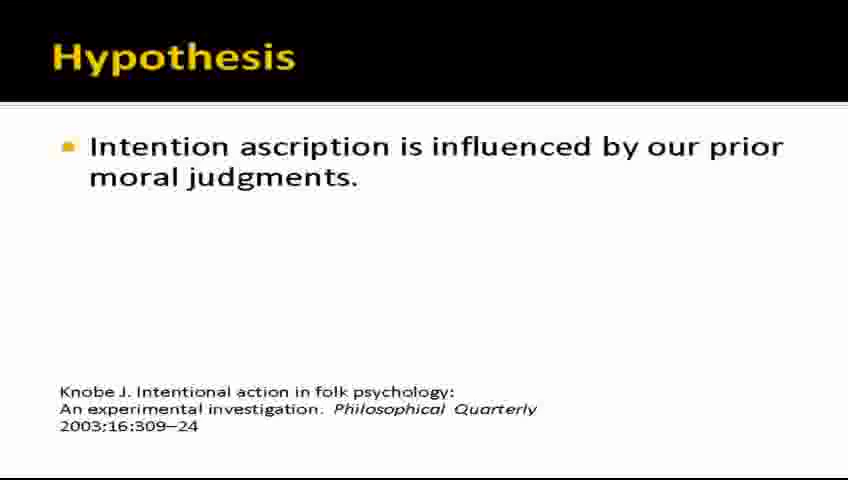 Hypothesis
Intention ascription is influenced by our prior
moral judgments.
Knobe J. Intentional action in folk psychology:
An experimental investigation. Philosophical Quarterly
2003;16:309–24